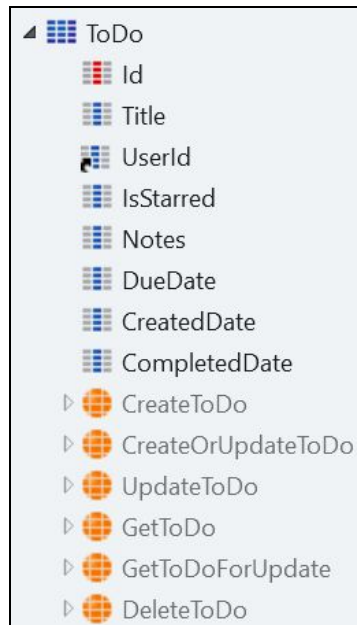 ToDo
Id
Title
UserId
IsStarred
Notes
DueDate
CreatedDate
CompletedDate
CreateToDo
CreateOrUpdateToDo
UpdateToDo
GetToDo
GetToDoForUpdate
DeleteToDo